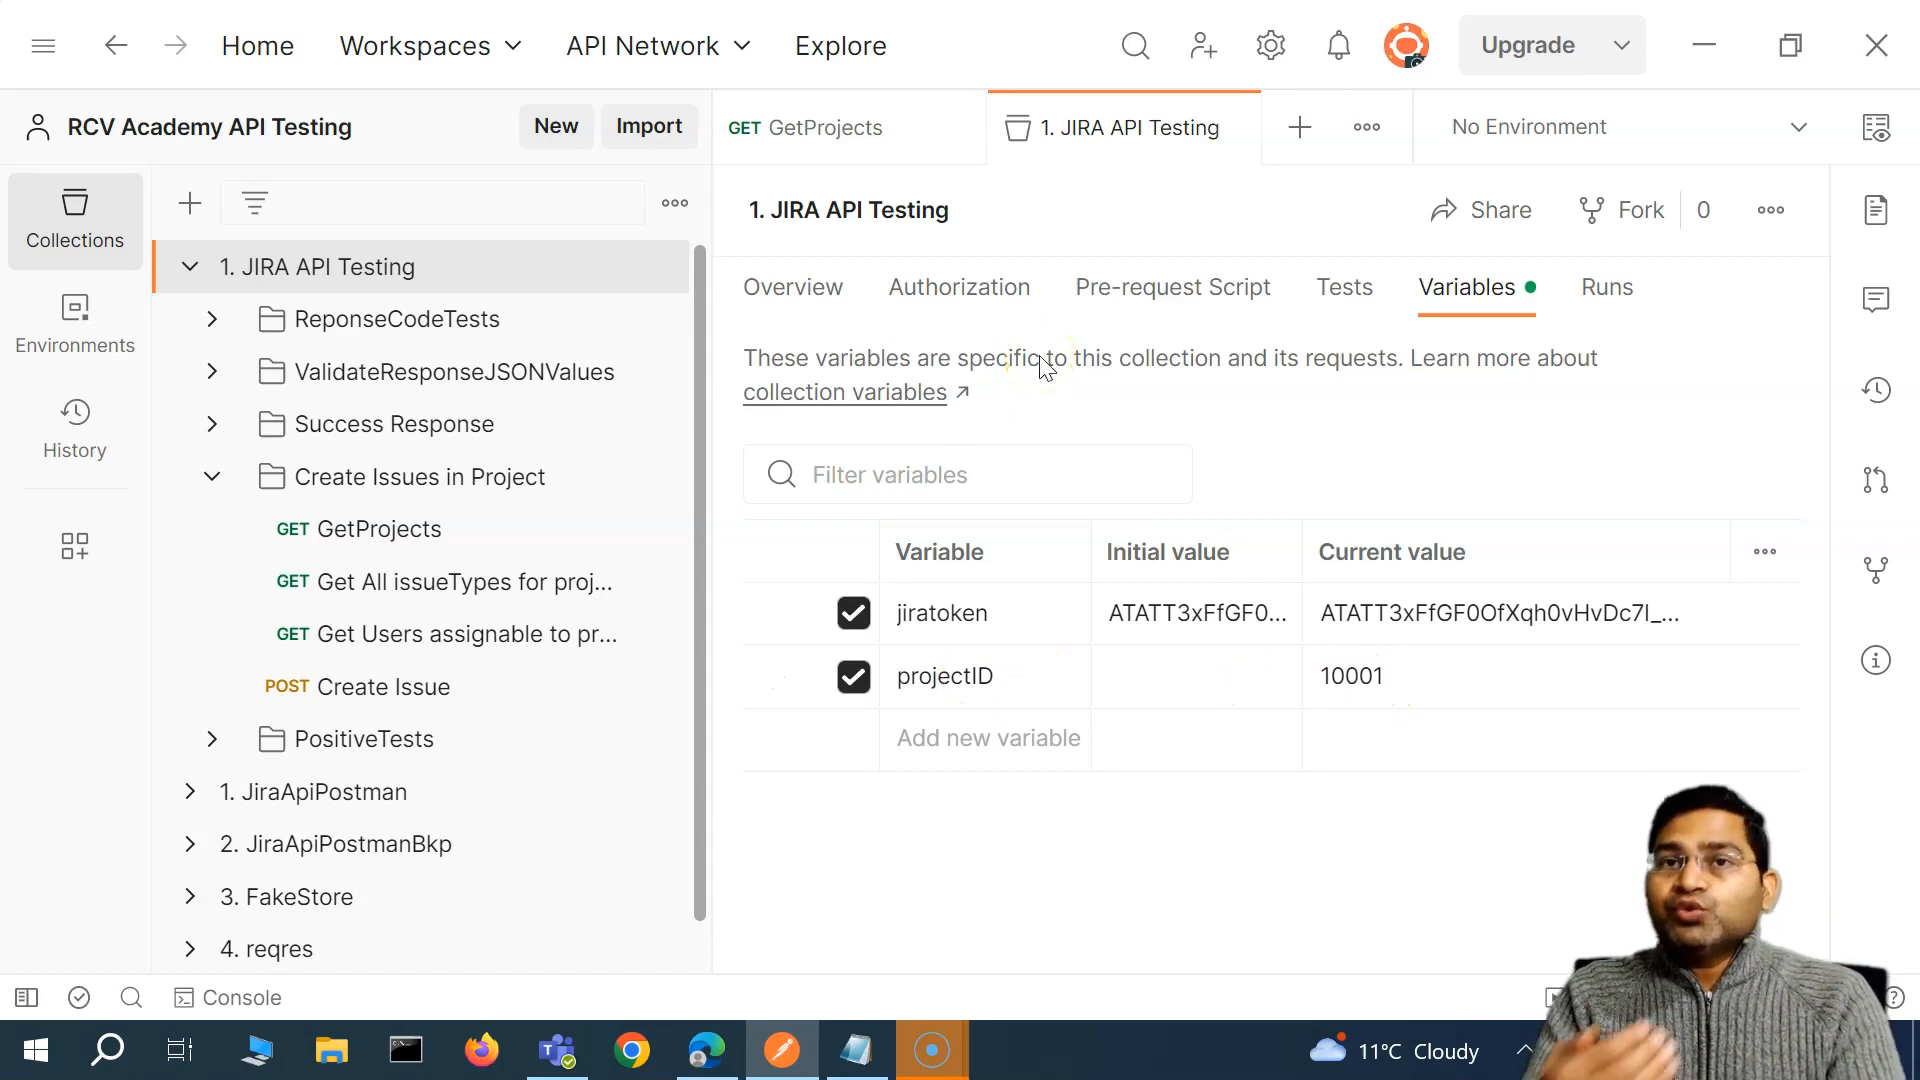 Home
Workspaces
API Network
Explore
Upgrade
RCV Academy API Testing
New
Import
GET GetProjects
1. JIRA API Testing
No Environment
Collections
Environments
History
1. JIRA API Testing
ReponseCodeTests
ValidateResponseJSONValues
Success Response
Create Issues in Project
GET GetProjects
GET Get All issueTypes for proj...
GET Get Users assignable to pr...
POST Create Issue
PositiveTests
1. JiraApiPostman
2. JiraApiPostmanBkp
3. FakeStore
4. reqres
1. JIRA API Testing
Share
Fork
0
Overview
Authorization
Pre-request Script
Tests
Variables
Runs
These variables are specific to this collection and its requests. Learn more about
collection variables
Filter variables
Variable
Initial value
Current value
jiratoken
ATATT3xFfGF0...
ATATT3xFfGF0OfXqh0vHvDc7I_...
projectID
10001
Add new variable
Console
11°C Cloudy